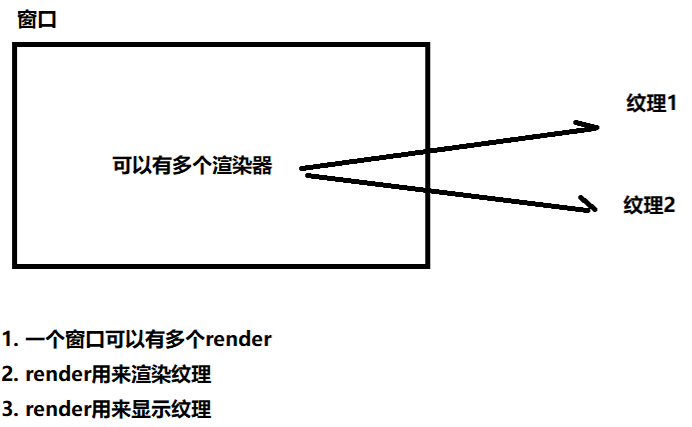 窗口
纹理1
可以有多个渲染器
纹理2
1. 一个窗口可以有多个render
2. render用来渲染纹理
3. render用来显示纹理